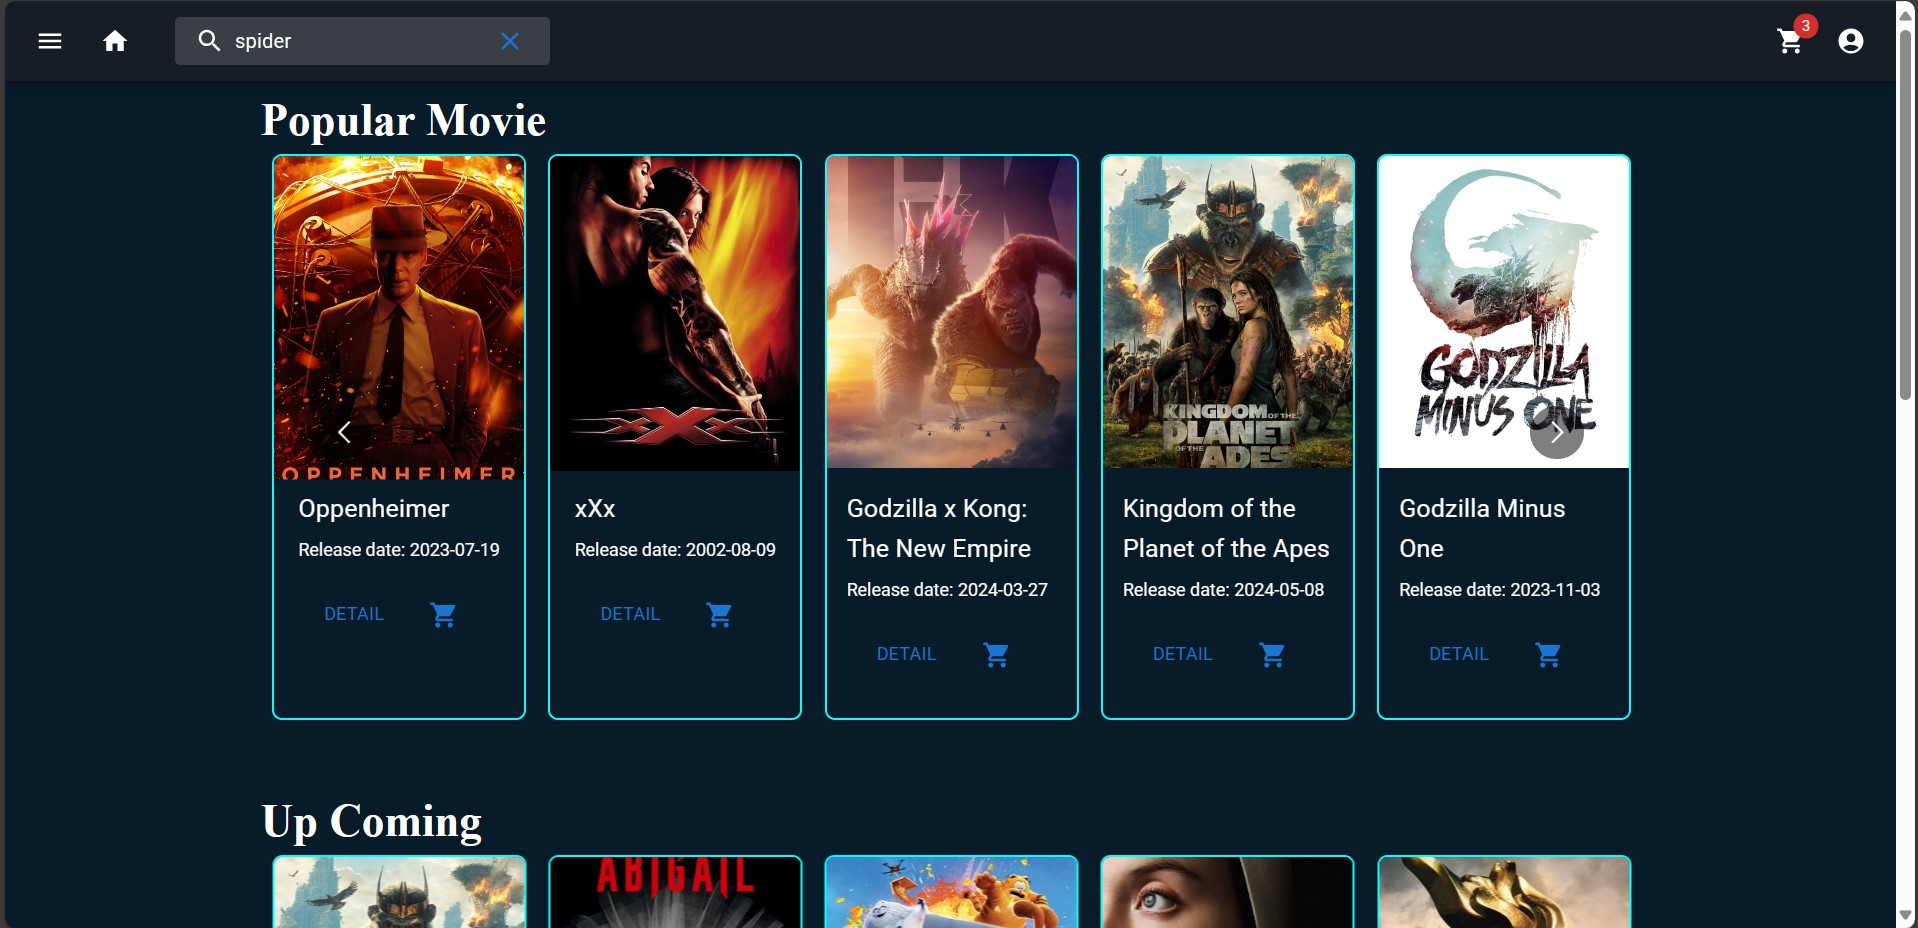 spider
3
Popular Movie
OPPENHEIMER
xXx
GODZILLA
MINUS ONE
KINGDOM OF THE
PLANET
OF THE APES
Oppenheimer
Release date: 2023-07-19
DETAIL
xXx
Release date: 2002-08-09
DETAIL
Godzilla x Kong:
The New Empire
Release date: 2024-03-27
DETAIL
Kingdom of the
Planet of the Apes
Release date: 2024-05-08
DETAIL
Godzilla Minus
One
Release date: 2023-11-03
DETAIL
Up Coming
ABIGAIL